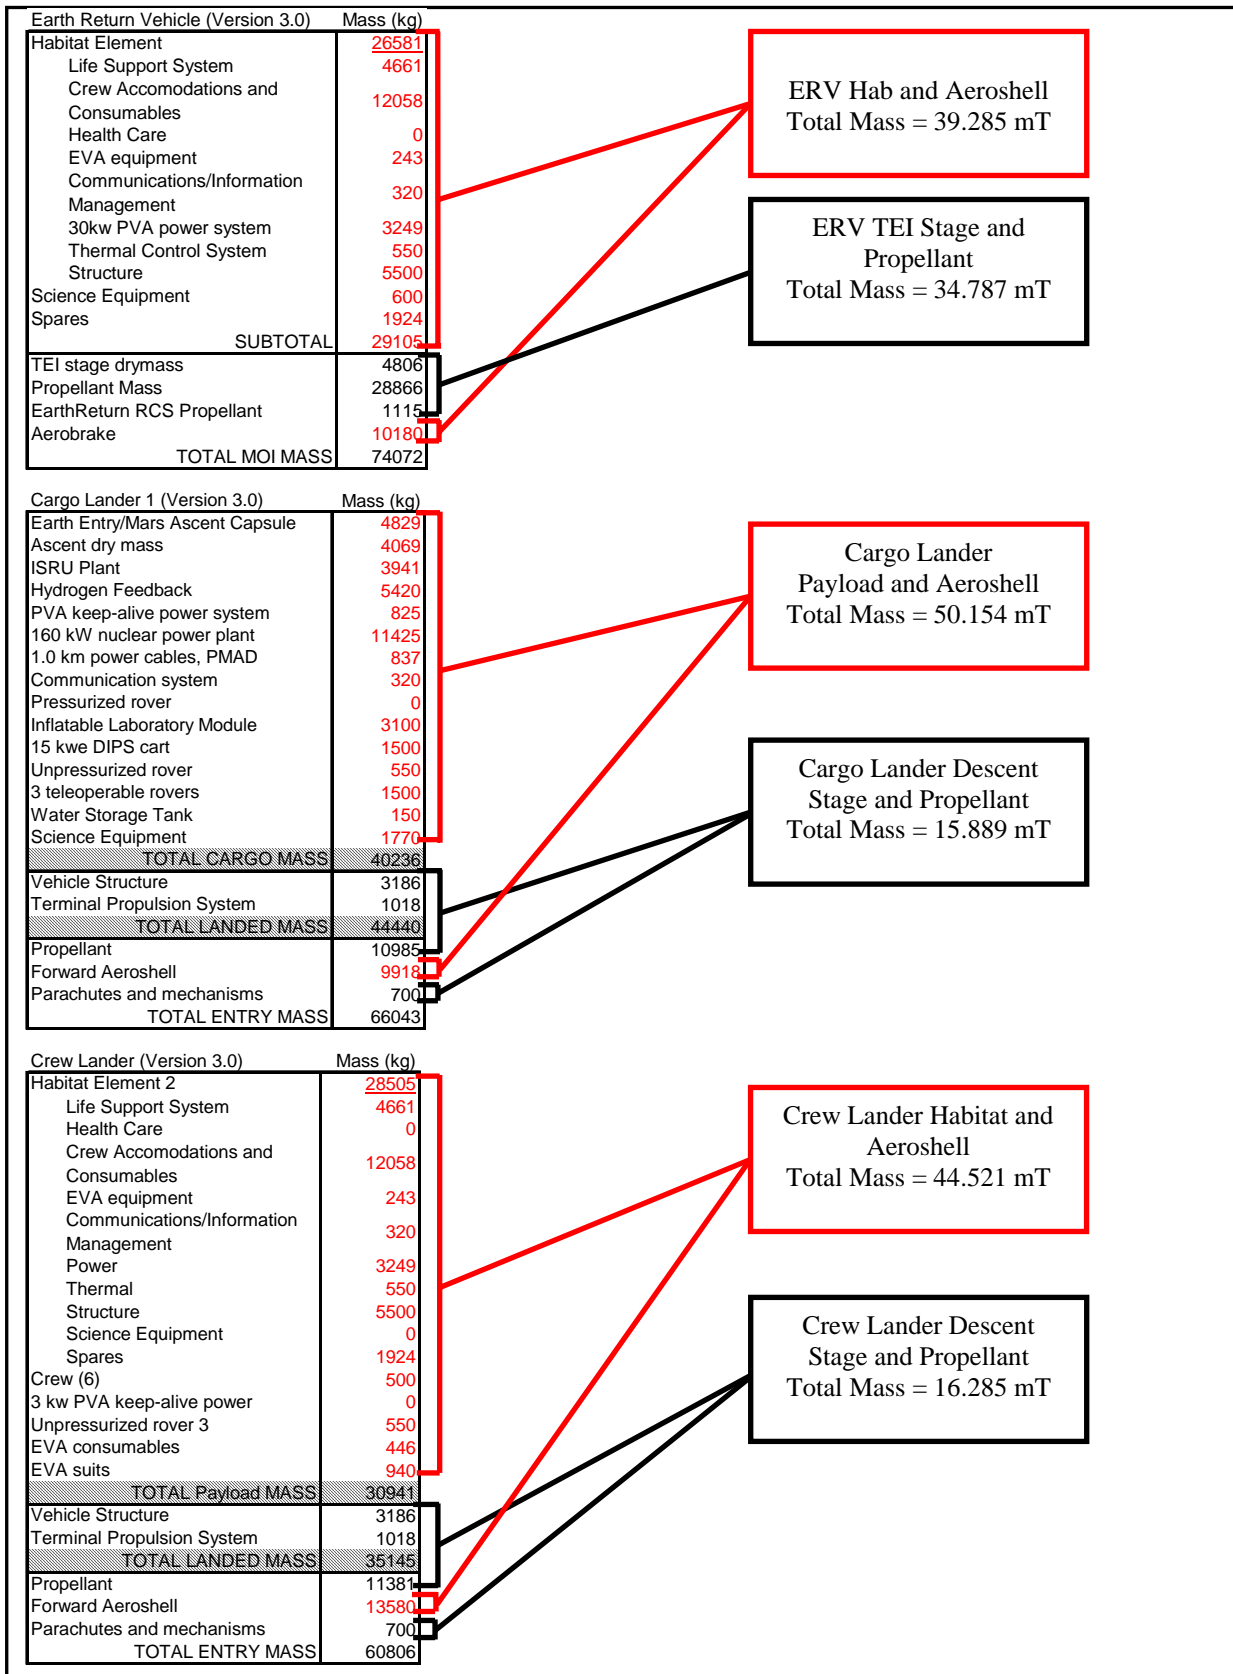 Earth Return Vehicle (Version 3.0) Mass (kg)
Habitat Element 26581
Life Support System 4661
Crew Accomodations and
Consumables 12058
Health Care 0
EVA equipment 243
Communications/Information
Management 320
30kw PVA power system 3249
Thermal Control System 550
Structure 5500
Science Equipment 600
Spares 1924
SUBTOTAL 29105
TEI stage drymass 4806
Propellant Mass 28866
EarthReturn RCS Propellant 1115
Aerobrake 10180
TOTAL MOI MASS 74072
ERV Hab and Aeroshell
Total Mass = 39.285 mT
ERV TEI Stage and
Propellant
Total Mass = 34.787 mT
Cargo Lander 1 (Version 3.0) Mass (kg)
Earth Entry/Mars Ascent Capsule 4829
Ascent dry mass 4069
ISRU Plant 3941
Hydrogen Feedback 5420
PVA keep-alive power system 825
160 kW nuclear power plant 11425
1.0 km power cables, PMAD 837
Communication system 320
Pressurized rover 0
Inflatable Laboratory Module 3100
15 kwe DIPS cart 1500
Unpressurized rover 550
3 teleoperable rovers 1500
Water Storage Tank 150
Science Equipment 1770
TOTAL CARGO MASS 40236
Vehicle Structure 3186
Terminal Propulsion System 1018
TOTAL LANDED MASS 44440
Propellant 10985
Forward Aeroshell 9918
Parachutes and mechanisms 700
TOTAL ENTRY MASS 66043
Cargo Lander
Payload and Aeroshell
Total Mass = 50.154 mT
Cargo Lander Descent
Stage and Propellant
Total Mass = 15.889 mT
Crew Lander (Version 3.0) Mass (kg)
Habitat Element 2 28505
Life Support System 4661
Health Care 0
Crew Accomodations and
Consumables 12058
EVA equipment 243
Communications/Information
Management 320
Power 3249
Thermal 550
Structure 5500
Science Equipment 0
Spares 1924
Crew (6) 500
3 kw PVA keep-alive power 0
Unpressurized rover 3 550
EVA consumables 446
EVA suits 940
TOTAL Payload MASS 30941
Vehicle Structure 3186
Terminal Propulsion System 1018
TOTAL LANDED MASS 35145
Propellant 11381
Forward Aeroshell 13580
Parachutes and mechanisms 700
TOTAL ENTRY MASS 60806
Crew Lander Habitat and
Aeroshell
Total Mass = 44.521 mT
Crew Lander Descent
Stage and Propellant
Total Mass = 16.285 mT